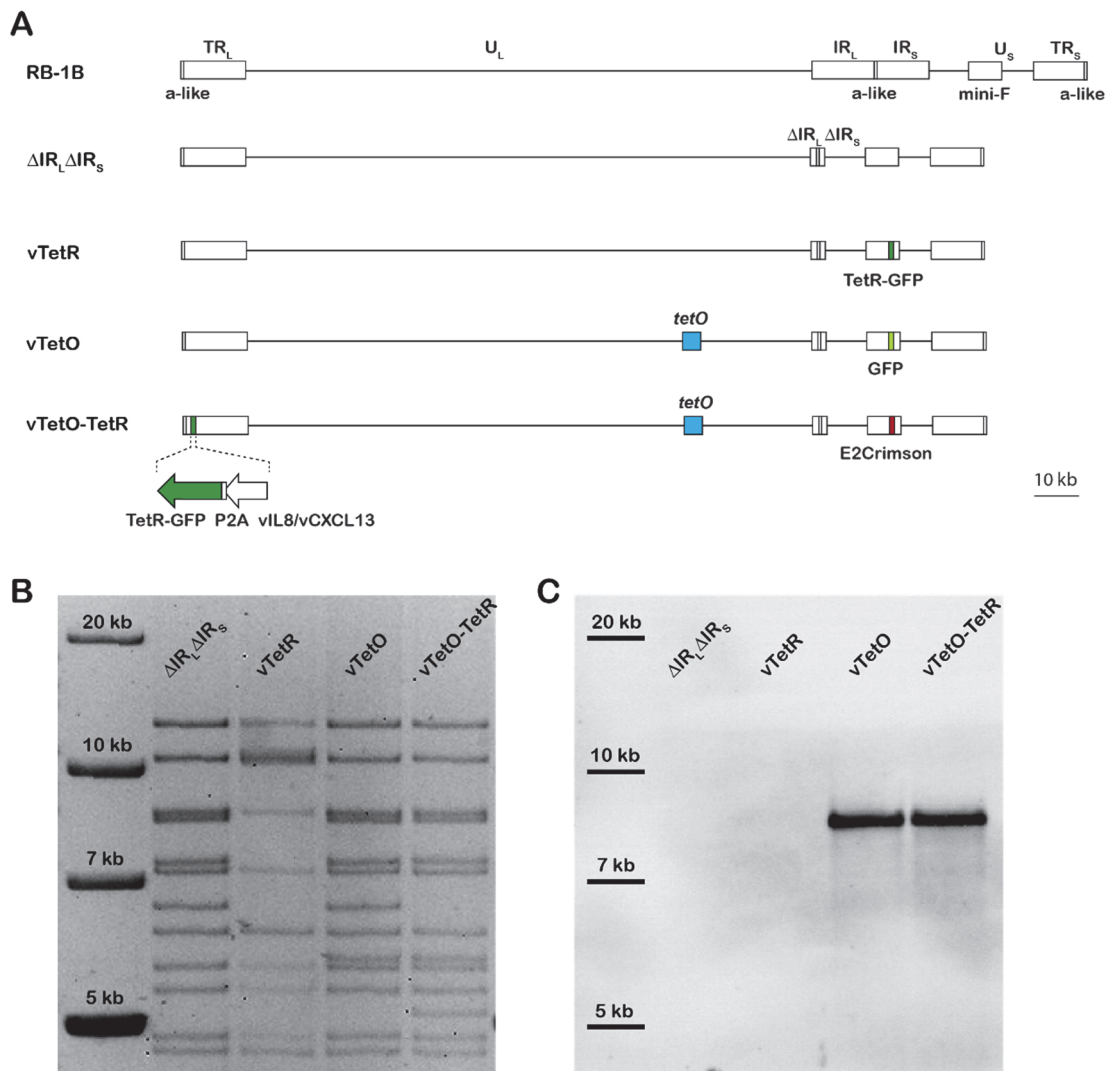 A
TRL UL IRL IRS US TRS
RB-1B
a-like a-like mini-F a-like
ΔIRL ΔIRS
ΔIRLΔIRS
vTetR
TetR-GFP
tetO
vTetO
GFP
tetO
vTetO-TetR
E2Crimson
10 kb
TetR-GFP P2A vIL8/vCXCL13
B
20 kb
ΔIRLΔIRS vTetR vTetO vTetO-TetR
10 kb
7 kb
5 kb
C
20 kb
ΔIRLΔIRS vTetR vTetO vTetO-TetR
10 kb
7 kb
5 kb